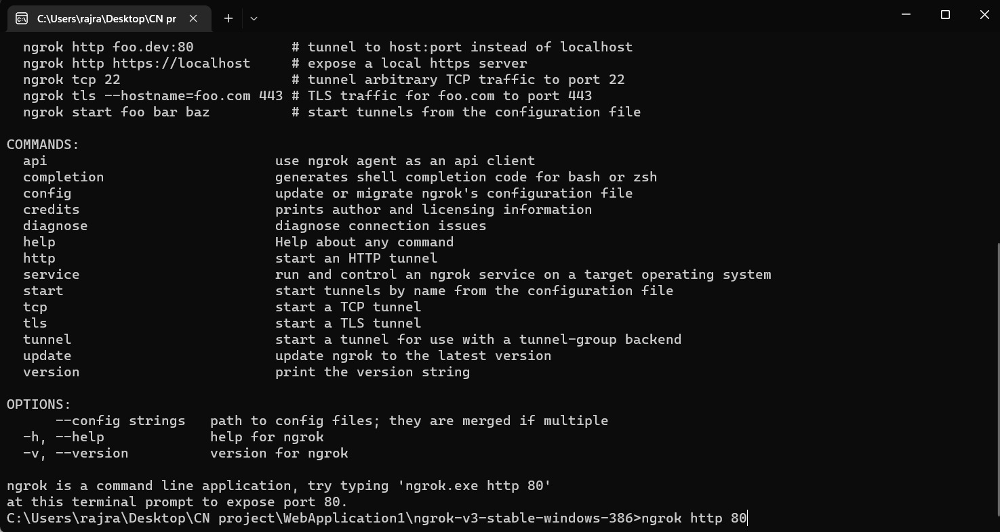 C:\Users\rajra\Desktop\CN pr
ngrok http foo.dev:80            # tunnel to host:port instead of localhost
ngrok http https://localhost     # expose a local https server
ngrok tcp 22                     # tunnel arbitrary TCP traffic to port 22
ngrok tls --hostname=foo.com 443 # TLS traffic for foo.com to port 443
ngrok start foo bar baz          # start tunnels from the configuration file
COMMANDS:
api                            use ngrok agent as an api client
completion                     generates shell completion code for bash or zsh
config                         update or migrate ngrok's configuration file
credits                        prints author and licensing information
diagnose                       diagnose connection issues
help                           Help about any command
http                           start an HTTP tunnel
service                        run and control an ngrok service on a target operating system
start                          start tunnels by name from the configuration file
tcp                            start a TCP tunnel
tls                            start a TLS tunnel
tunnel                         start a tunnel for use with a tunnel-group backend
update                         update ngrok to the latest version
version                        print the version string
OPTIONS:
--config strings   path to config files; they are merged if multiple
-h, --help             help for ngrok
-v, --version          version for ngrok
ngrok is a command line application, try typing 'ngrok.exe http 80'
at this terminal prompt to expose port 80.
C:\Users\rajra\Desktop\CN project\WebApplication1\ngrok-v3-stable-windows-386>ngrok http 80